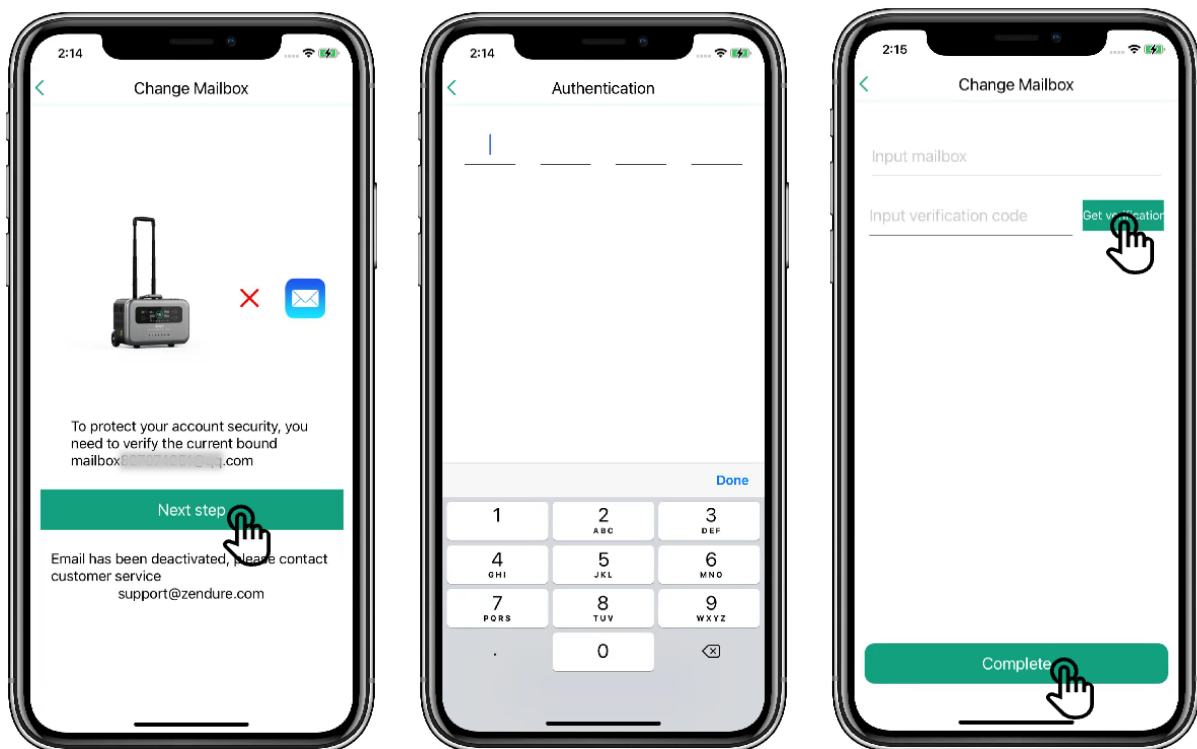 2:14
Change Mailbox
To protect your account security, you
need to verify the current bound
mailbox .com
Next step
Email has been deactivated, please contact
customer service
support@zendure.com
2:14
Authentication
Done
1
2
ABC
3
DEF
4
GHI
5
JKL
6
MNO
7
PQRS
8
TUV
9
WXYZ
.
0
2:15
Change Mailbox
Input mailbox
Input verification code
Get verification
Complete